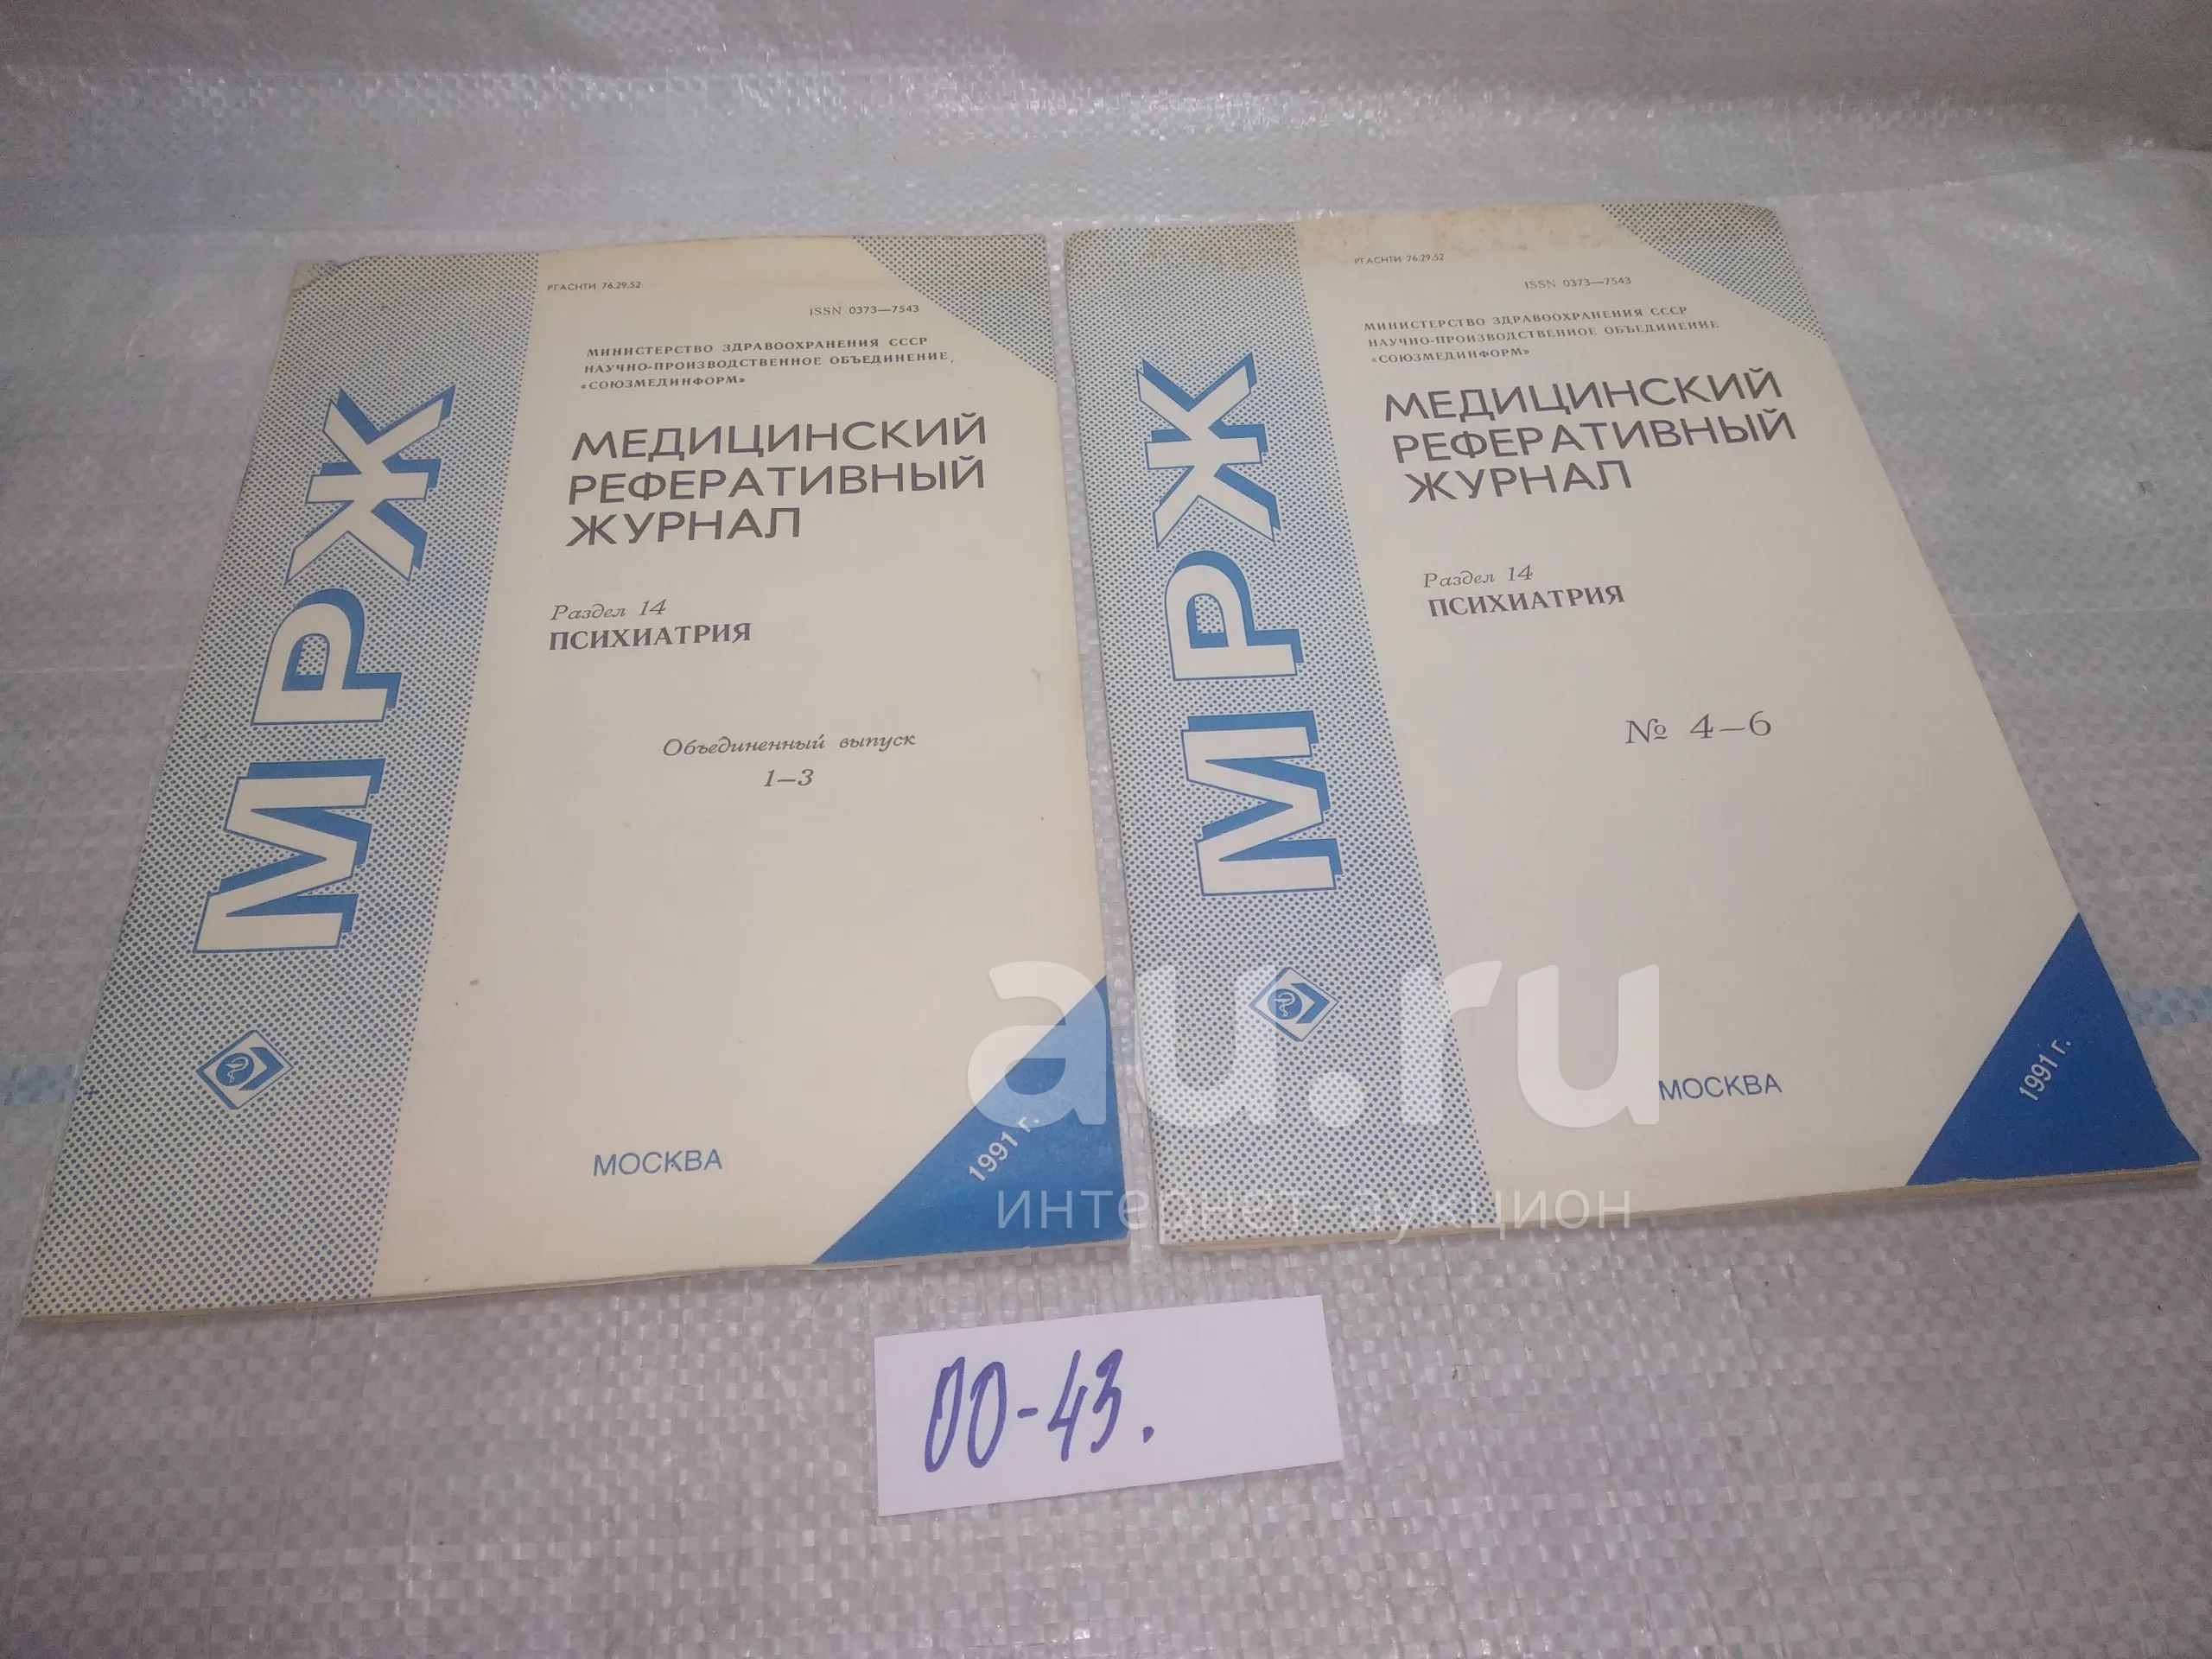 РГАСНТИ 76.29.52
ISSN 0373—7543
МИНИСТЕРСТВО ЗДРАВООХРАНЕНИЯ СССР
НАУЧНО-ПРОИЗВОДСТВЕННОЕ ОБЪЕДИНЕНИЕ,
«СОЮЗМЕДИНФОРМ»
МЕДИЦИНСКИЙ
РЕФЕРАТИВНЫЙ
ЖУРНАЛ
Раздел 14
ПСИХИАТРИЯ
Объединенный выпуск
1—3
МРЖ
МОСКВА
1991 г.
РГАСНТИ 76.29.52
ISSN 0373—7543
МИНИСТЕРСТВО ЗДРАВООХРАНЕНИЯ СССР
НАУЧНО-ПРОИЗВОДСТВЕННОЕ ОБЪЕДИНЕНИЕ
«СОЮЗМЕДИНФОРМ»
МЕДИЦИНСКИЙ
РЕФЕРАТИВНЫЙ
ЖУРНАЛ
Раздел 14
ПСИХИАТРИЯ
№ 4—6
МРЖ
МОСКВА
1991 г.
au.ru
интернет-аукцион
00-43.